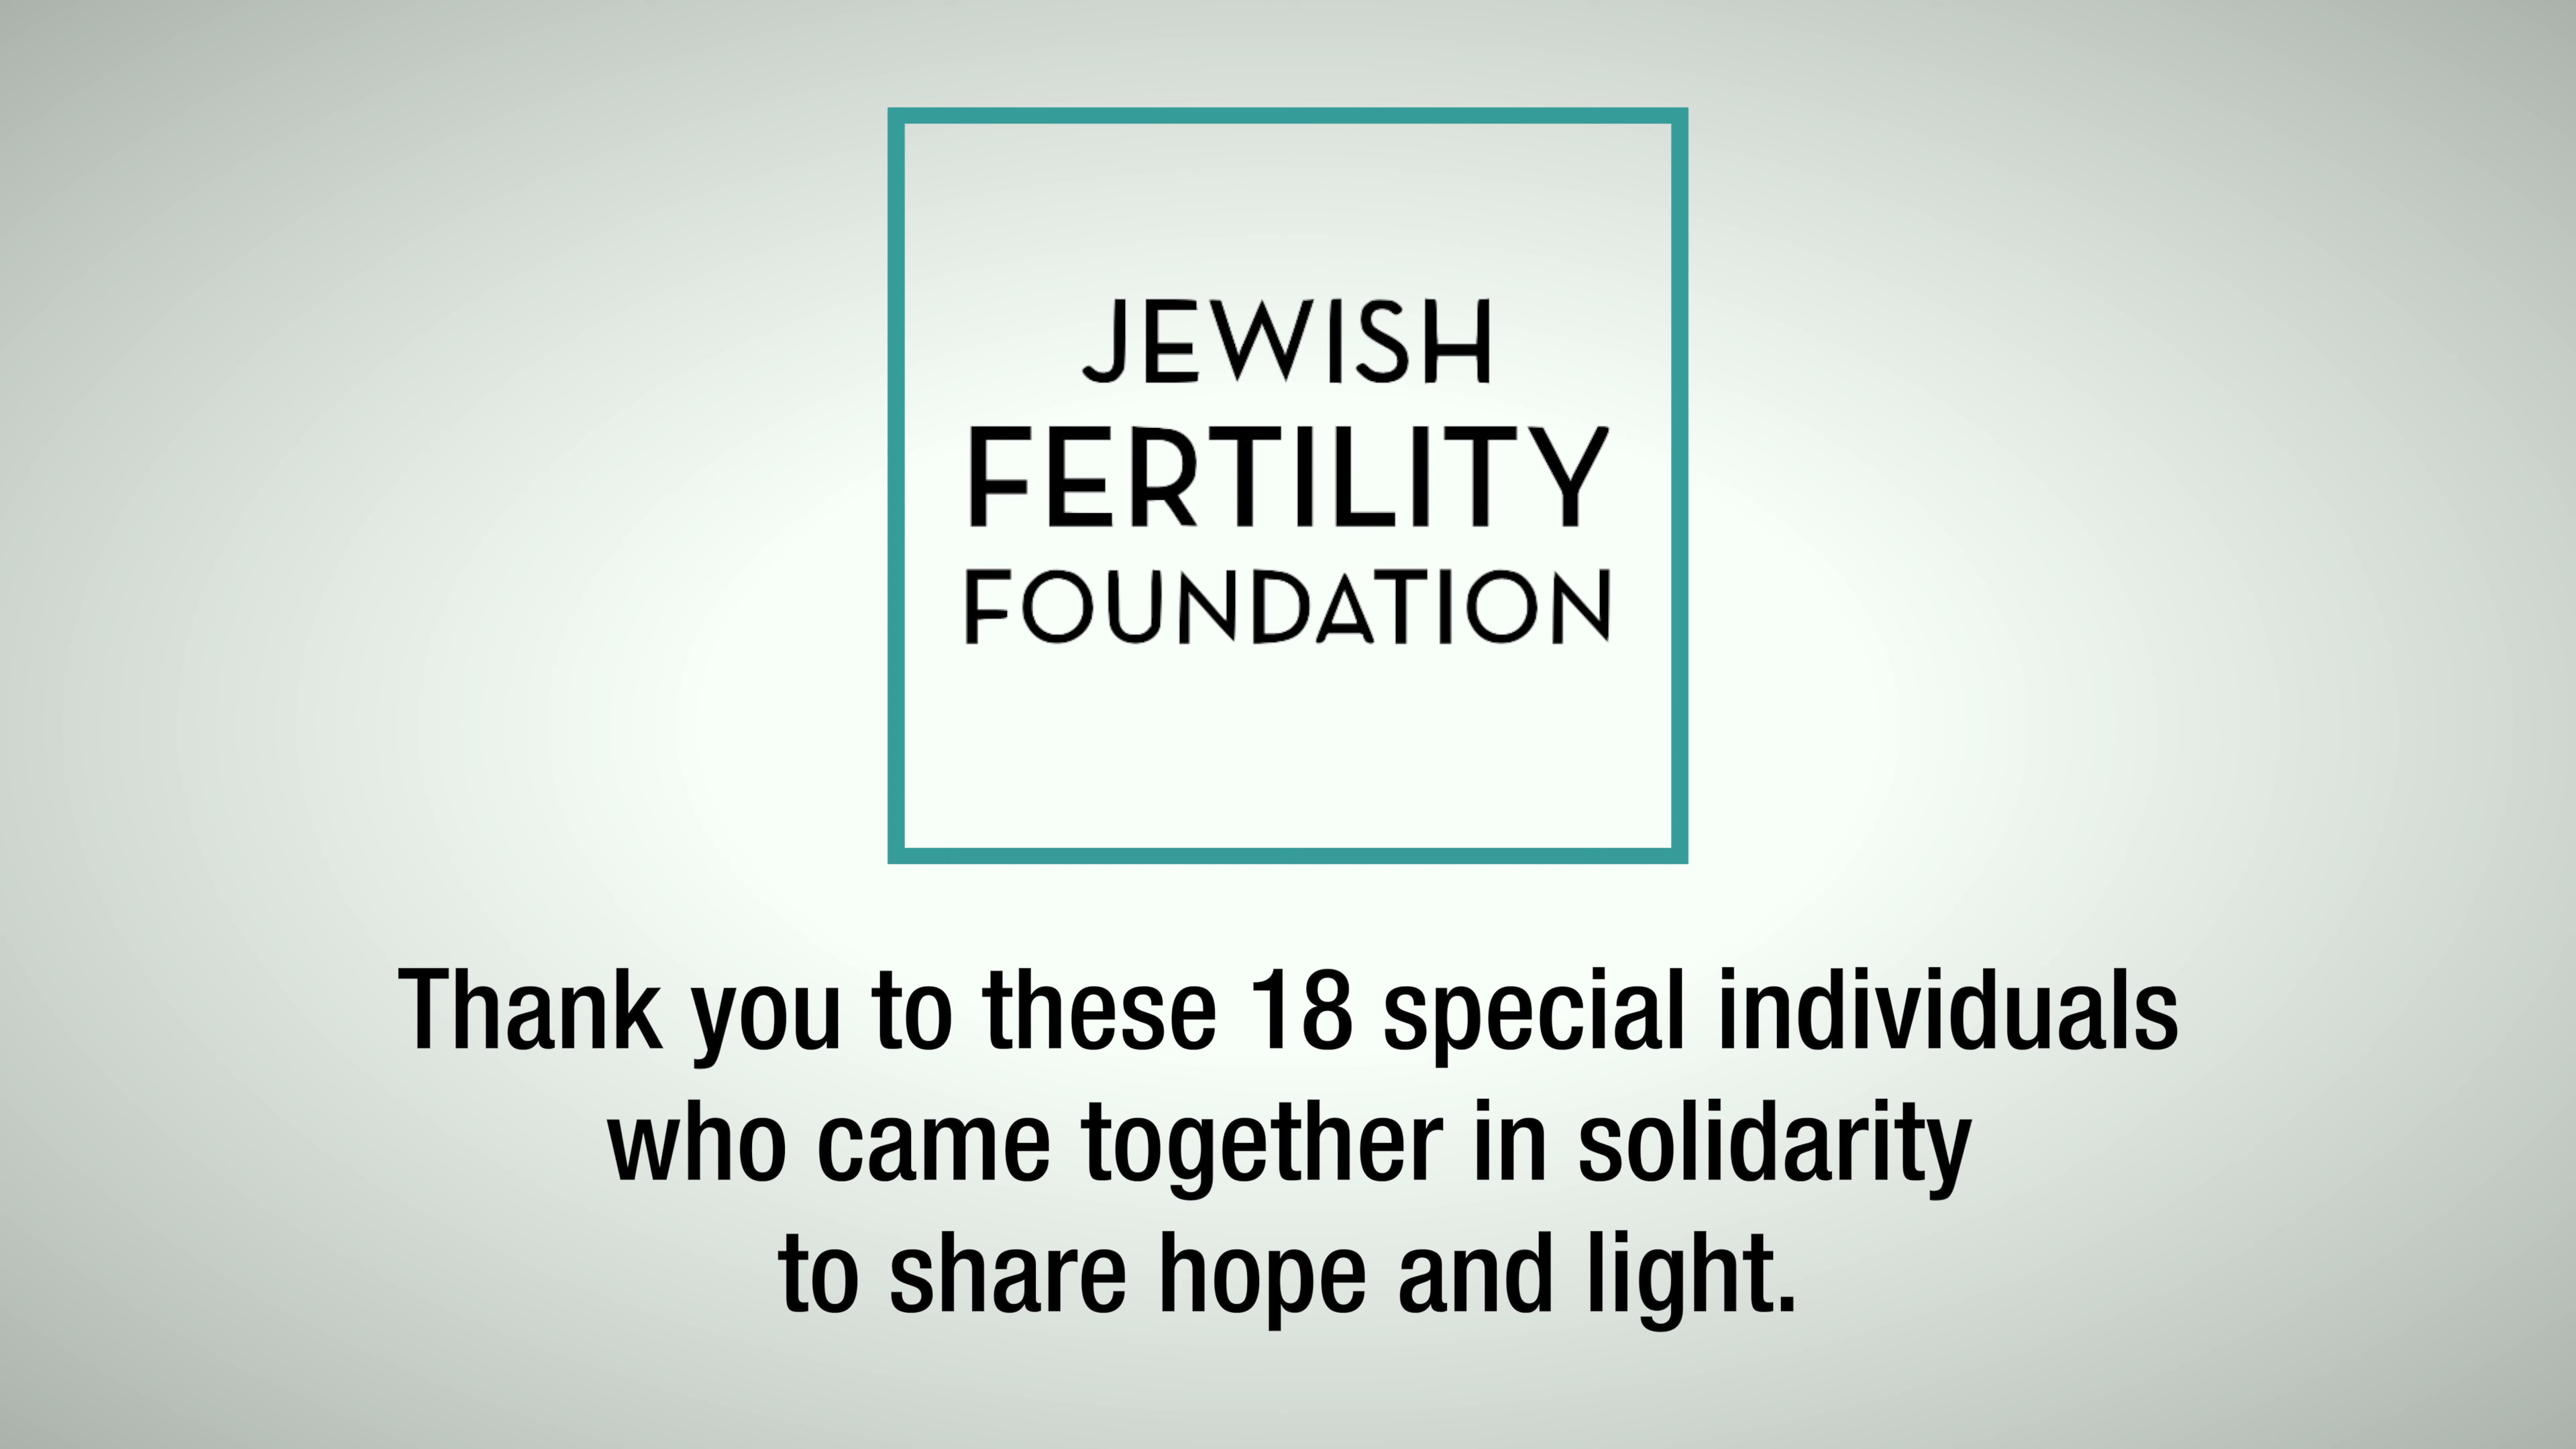 JEWISH
FERTILITY
FOUNDATION
Thank you to these 18 special individuals
who came together in solidarity
to share hope and light.